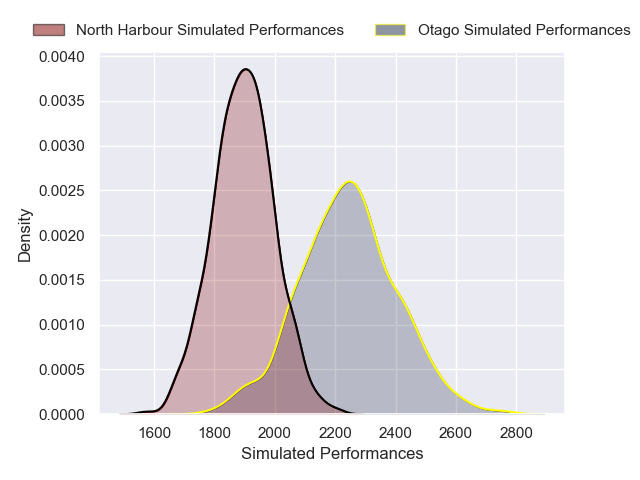 North Harbour Simulated Performances Otago Simulated Performances
0.0040
0.0035
0.0030
0.0025
0.0020
0.0015
0.0010
0.0005
0.0000
Density
1600 1800 2000 2200 2400 2600 2800
Simulated Performances